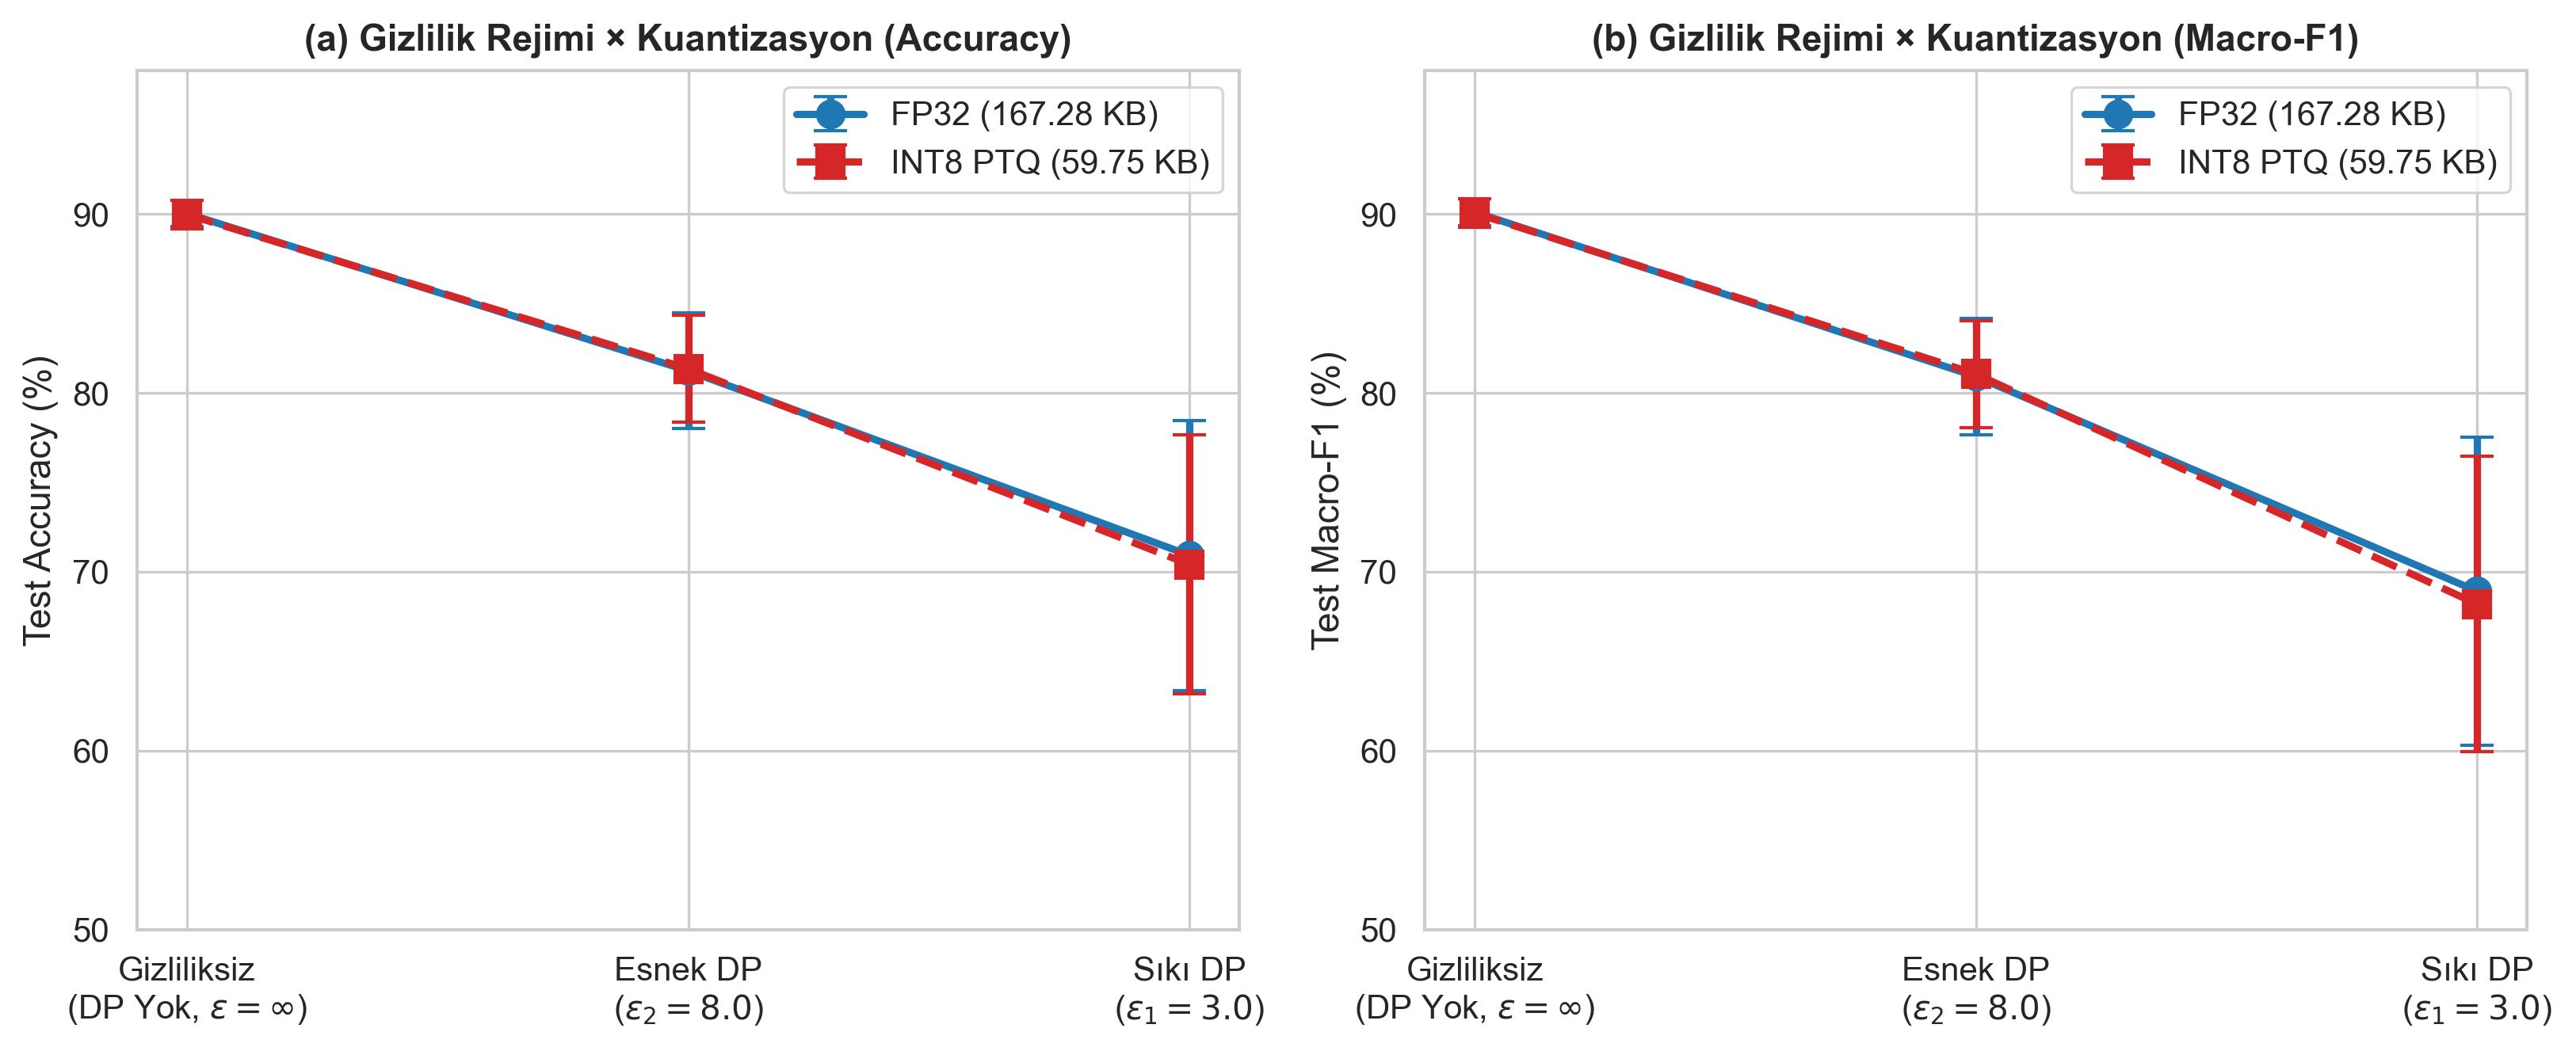 (a) Gizlilik Rejimi × Kuantizasyon (Accuracy)
FP32 (167.28 KB)
INT8 PTQ (59.75 KB)
Test Accuracy (%)
90
80
70
60
50
Gizliliksiz
(DP Yok, ε = ∞)
Esnek DP
(ε₂ = 8.0)
Sıkı DP
(ε₁ = 3.0)
(b) Gizlilik Rejimi × Kuantizasyon (Macro-F1)
FP32 (167.28 KB)
INT8 PTQ (59.75 KB)
Test Macro-F1 (%)
90
80
70
60
50
Gizliliksiz
(DP Yok, ε = ∞)
Esnek DP
(ε₂ = 8.0)
Sıkı DP
(ε₁ = 3.0)